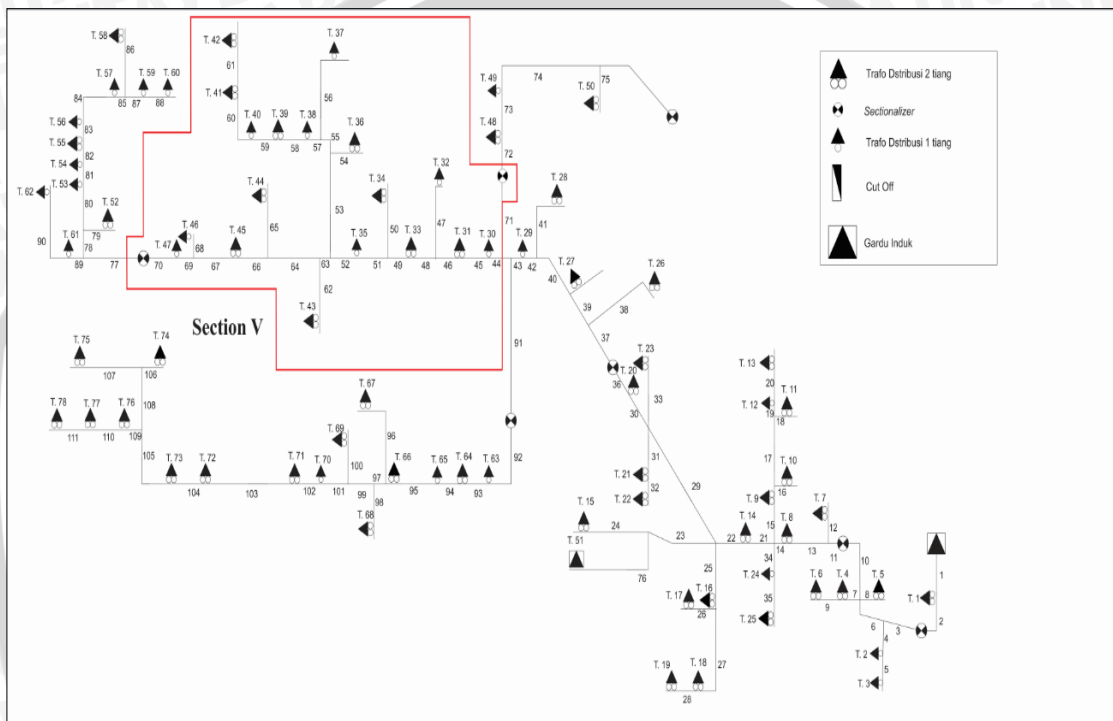 T. 58
86
T. 57
T. 59
T. 60
84
85
87
88
T. 56
83
T. 55
82
T. 54
81
T. 53
T. 62
80
T. 52
79
T. 61
78
90
89
77
T. 42
61
T. 41
60
T. 40
T. 39
T. 38
T. 37
56
T. 36
59
58
57
55
54
T. 44
T. 34
T. 32
53
65
50
47
T. 47
T. 46
68
T. 45
T. 35
T. 33
T. 31
T. 30
70
69
67
66
64
63
52
51
49
48
46
45
44
62
T. 43
Section V
T. 49
74
75
73
T. 50
T. 48
72
71
T. 28
T. 29
41
43
42
40
T. 27
T. 26
39
38
37
91
T. 23
36
T. 20
33
30
31
T. 21
32
T. 22
29
T. 75
T. 74
107
106
108
T. 78
T. 77
T. 76
111
110
109
105
T. 73
T. 72
104
103
T. 71
T. 70
102
101
T. 69
100
T. 67
96
T. 66
97
99
98
T. 68
95
T. 65
T. 64
T. 63
94
93
92
T. 15
24
23
T. 51
76
T. 14
22
21
25
T. 17
T. 16
26
27
T. 19
T. 18
28
T. 13
20
T. 11
T. 12
19
18
17
T. 10
16
T. 9
T. 7
15
T. 8
12
14
13
11
34
T. 24
35
T. 25
10
T. 6
T. 4
T. 5
9
7
8
1
T. 1
2
6
3
4
T. 2
5
T. 3
Trafo Dstribusi 2 tiang
Sectionalizer
Trafo Dstribusi 1 tiang
Cut Off
Gardu Induk